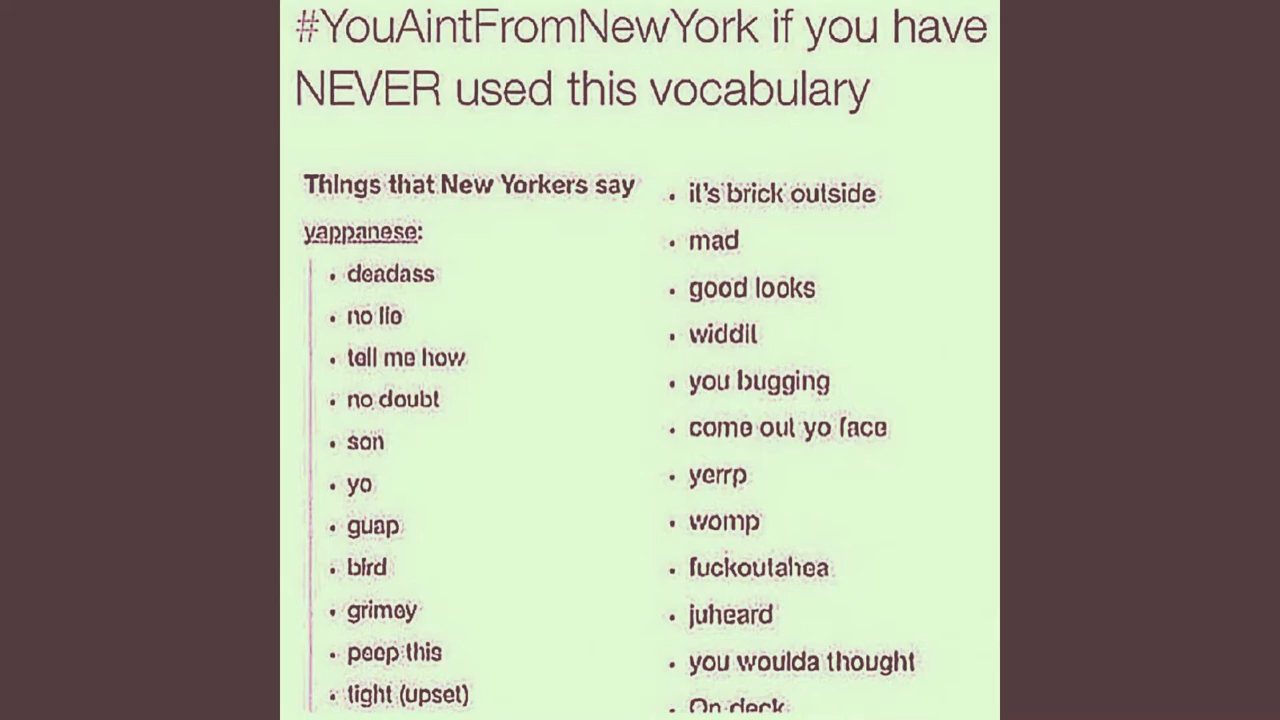 #YouAintFromNewYork if you have
NEVER used this vocabulary
Things that New Yorkers say
yappanese:
• deadass
• no lie
• tell me how
• no doubt
• son
• yo
• guap
• bird
• grimey
• peep this
• tight (upset)
• it's brick outside
• mad
• good looks
• widdit
• you bugging
• come out yo face
• yerrp
• womp
• fuckoutahea
• juheard
• you woulda thought
• On deck